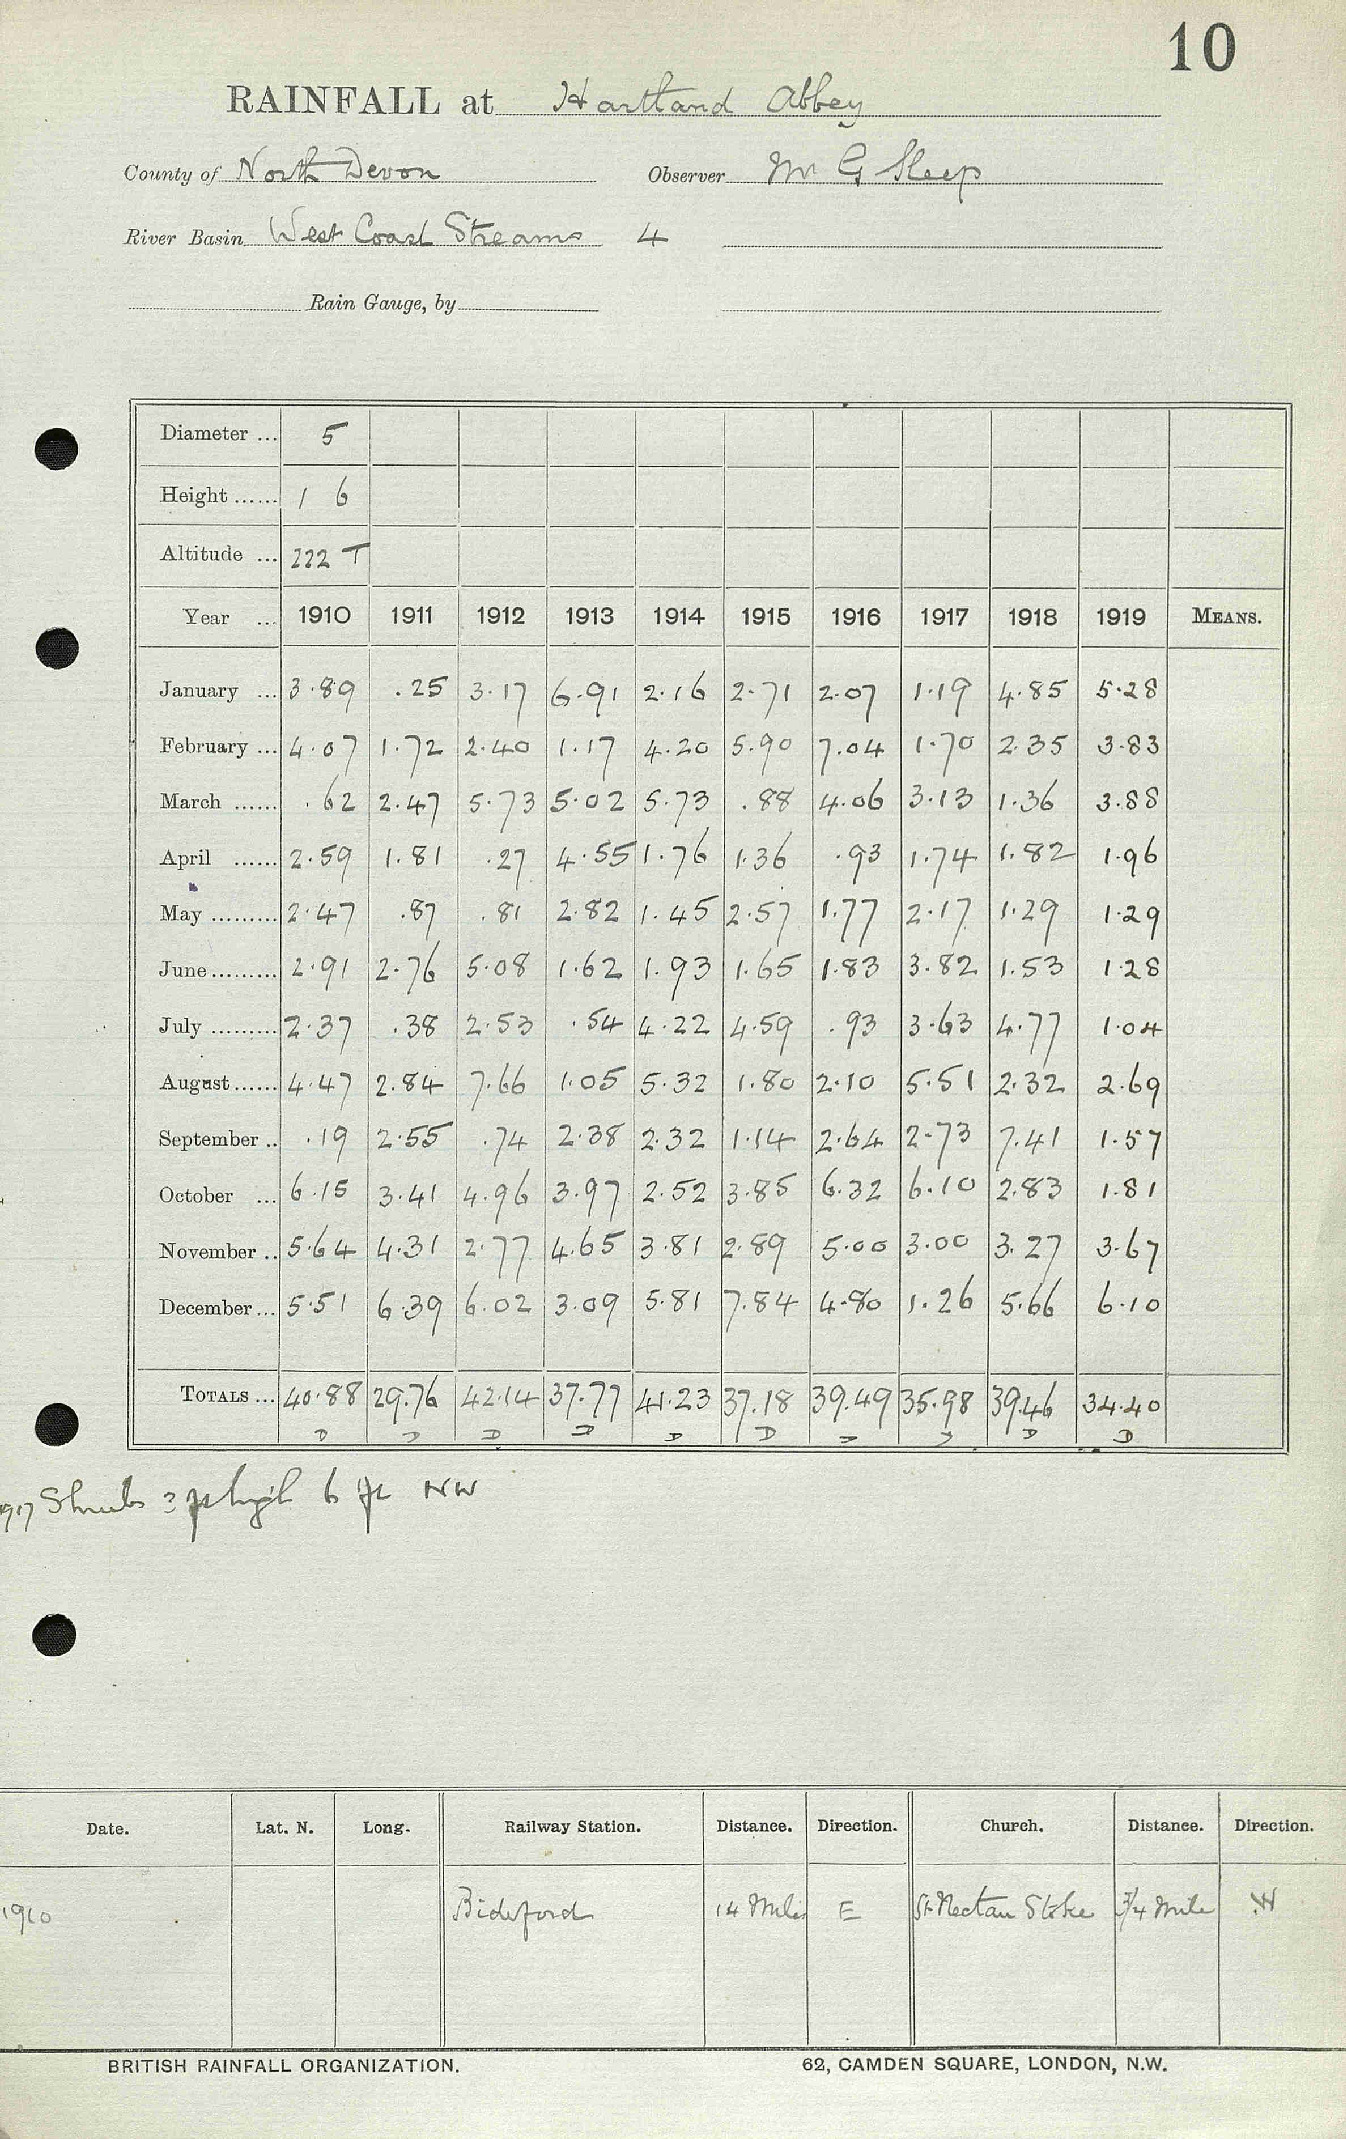 10
RAINFALL at Hartland Abbey
County of North Devon Observer Mr G Sleep
River Basin West Coast Streams 4
Rain Gauge, by
Diameter ... 5
Height ...... 1 6
Altitude ... 222 T
Year ... 1910 1911 1912 1913 1914 1915 1916 1917 1918 1919 MEANS.
January ... 3.89 .25 3.17 6.91 2.16 2.71 2.07 1.19 4.85 5.28
February ... 4.07 1.72 2.40 1.17 4.20 5.90 7.04 1.70 2.35 3.83
March ...... .62 2.47 5.73 5.02 5.73 .88 4.06 3.13 1.36 3.88
April ...... 2.59 1.81 .27 4.55 1.76 1.36 .93 1.74 1.82 1.96
May ......... 2.47 .87 .81 2.82 1.45 2.57 1.77 2.17 1.29 1.29
June ......... 2.91 2.76 5.08 1.62 1.93 1.65 1.83 3.82 1.53 1.28
July ......... 2.37 .38 2.53 .54 4.22 4.59 .93 3.63 4.77 1.04
August ...... 4.47 2.84 7.66 1.05 5.32 1.80 2.10 5.51 2.32 2.69
September .. .19 2.55 .74 2.38 2.32 1.14 2.64 2.73 7.41 1.57
October ... 6.15 3.41 4.96 3.97 2.52 3.85 6.32 6.10 2.83 1.81
November .. 5.64 4.31 2.77 4.65 3.81 2.89 5.00 3.00 3.27 3.67
December ... 5.51 6.39 6.02 3.09 5.81 7.84 4.80 1.26 5.66 6.10
TOTALS ... 40.88 29.76 42.14 37.77 41.23 37.18 39.49 35.98 39.46 34.40
D D D D D D D D D D
Shrubs 3 ft high 6 ft NW
Date. Lat. N. Long. Railway Station. Distance. Direction. Church. Distance. Direction.
1910 Bideford 14 Miles E St Nectan Stoke 3/4 Mile W
BRITISH RAINFALL ORGANIZATION. 62, CAMDEN SQUARE, LONDON, N.W.